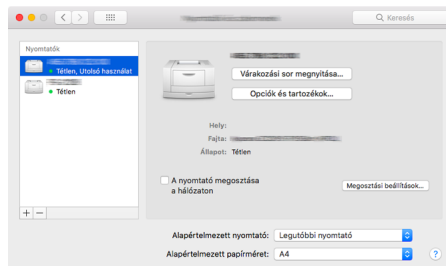 Keresés
Nyomtatók
Tétlen, Utolsó használat
Tétlen
Várakozási sor megnyitása...
Opciók és tartozékok...
Hely:
Fajta:
Állapot: Tétlen
A nyomtató megosztása
a hálózaton
Megosztási beállítások...
Alapértelmezett nyomtató: Legutóbbi nyomtató
Alapértelmezett papírméret: A4
?